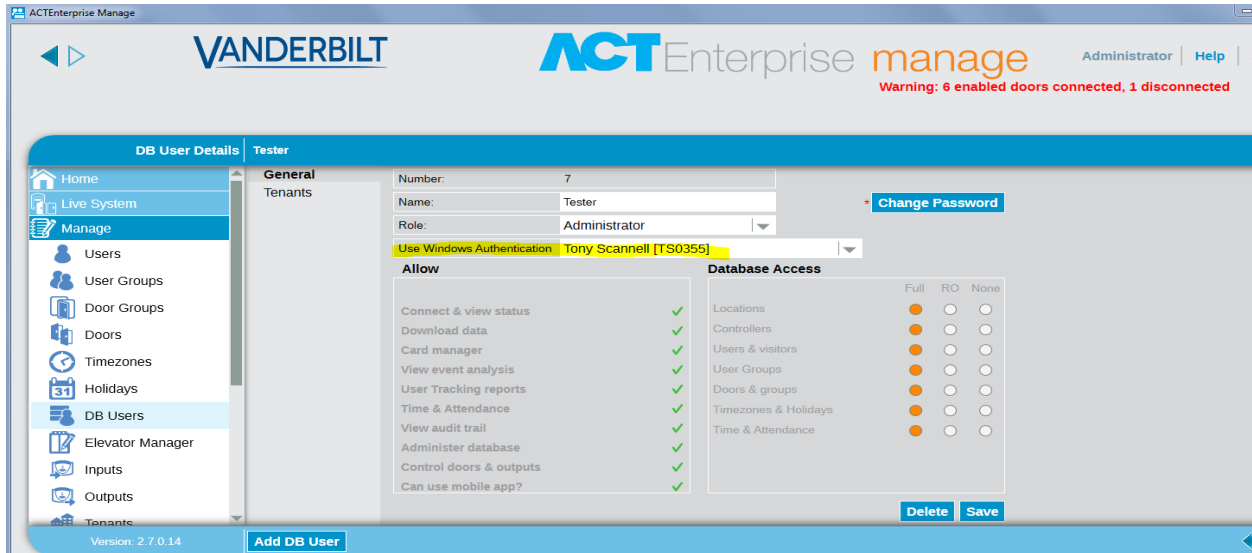 ACTEnterprise Manage
VANDERBILT
ACTEnterprise manage
Administrator | Help |
Warning: 6 enabled doors connected, 1 disconnected
DB User Details | Tester
Home
Live System
Manage
Users
User Groups
Door Groups
Doors
Timezones
31 Holidays
DB Users
Elevator Manager
Inputs
Outputs
Tenants
Version: 2.7.0.14
General
Tenants
Number: 7
Name: Tester
* Change Password
Role: Administrator
Use Windows Authentication Tony Scannell [TS0355]
Allow
Connect & view status
Download data
Card manager
View event analysis
User Tracking reports
Time & Attendance
View audit trail
Administer database
Control doors & outputs
Can use mobile app?
Database Access
Full RO None
Locations
Controllers
Users & visitors
User Groups
Doors & groups
Timezones & Holidays
Time & Attendance
Delete Save
Add DB User